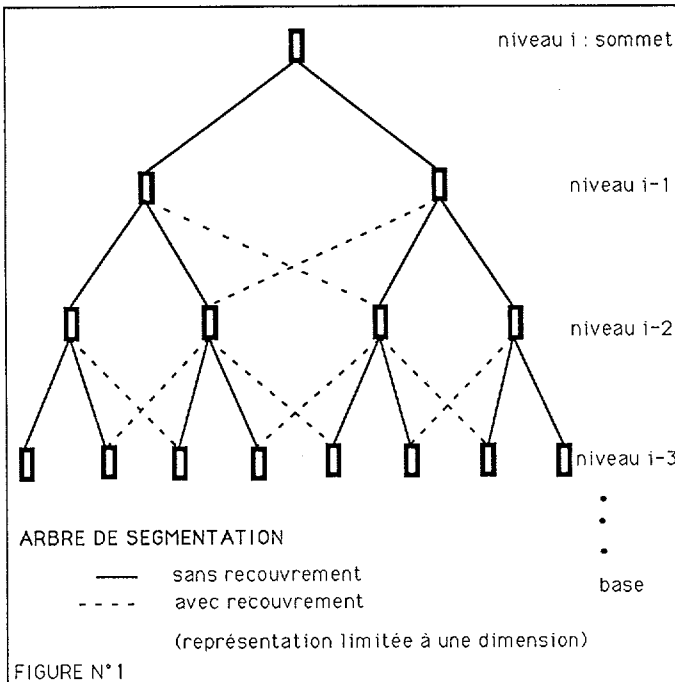 niveau i : sommet
niveau i-1
niveau i-2
niveau i-3
base
ARBRE DE SEGMENTATION
sans recouvrement
avec recouvrement
(représentation limitée à une dimension)
FIGURE N°1